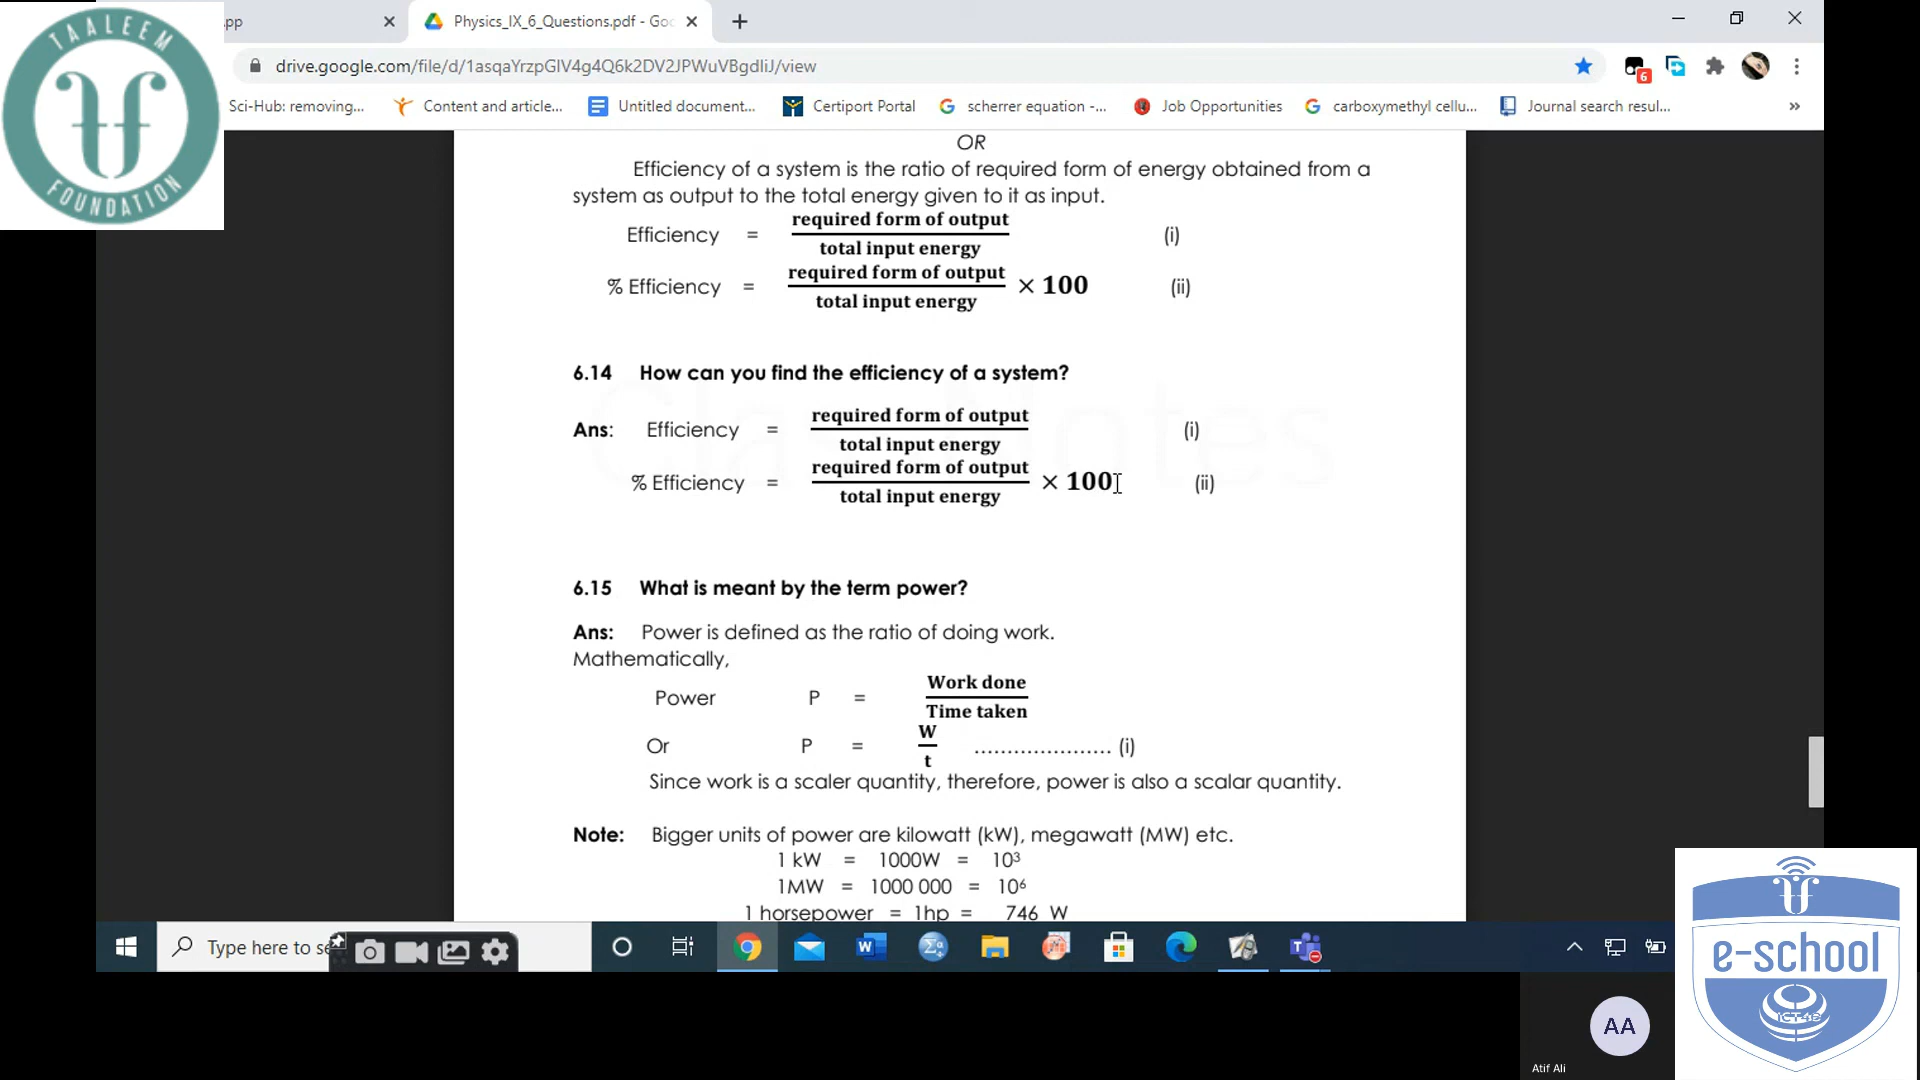 TAALEEM
FOUNDATION
pp
Physics_IX_6_Questions.pdf - Goo
drive.google.com/file/d/1asqaYrzpGlV4g4Q6k2DV2JPWuVBgdliJ/view
6
Sci-Hub: removing...
Content and article...
Untitled document...
Certiport Portal
scherrer equation -...
Job Opportunities
carboxymethyl cellu...
Journal search resul...
»
OR
Efficiency of a system is the ratio of required form of energy obtained from a
system as output to the total energy given to it as input.
Efficiency = required form of output / total input energy (i)
% Efficiency = required form of output / total input energy × 100 (ii)
6.14 How can you find the efficiency of a system?
Ans: Efficiency = required form of output / total input energy (i)
% Efficiency = required form of output / total input energy × 100 (ii)
6.15 What is meant by the term power?
Ans: Power is defined as the ratio of doing work.
Mathematically,
Power P = Work done / Time taken
Or P = W / t ..................... (i)
Since work is a scaler quantity, therefore, power is also a scalar quantity.
Note: Bigger units of power are kilowatt (kW), megawatt (MW) etc.
1 kW = 1000W = 10³
1MW = 1000 000 = 10⁶
1 horsepower = 1hp = 746 W
Type here to se
e-school
ICT4D
AA
Atif Ali